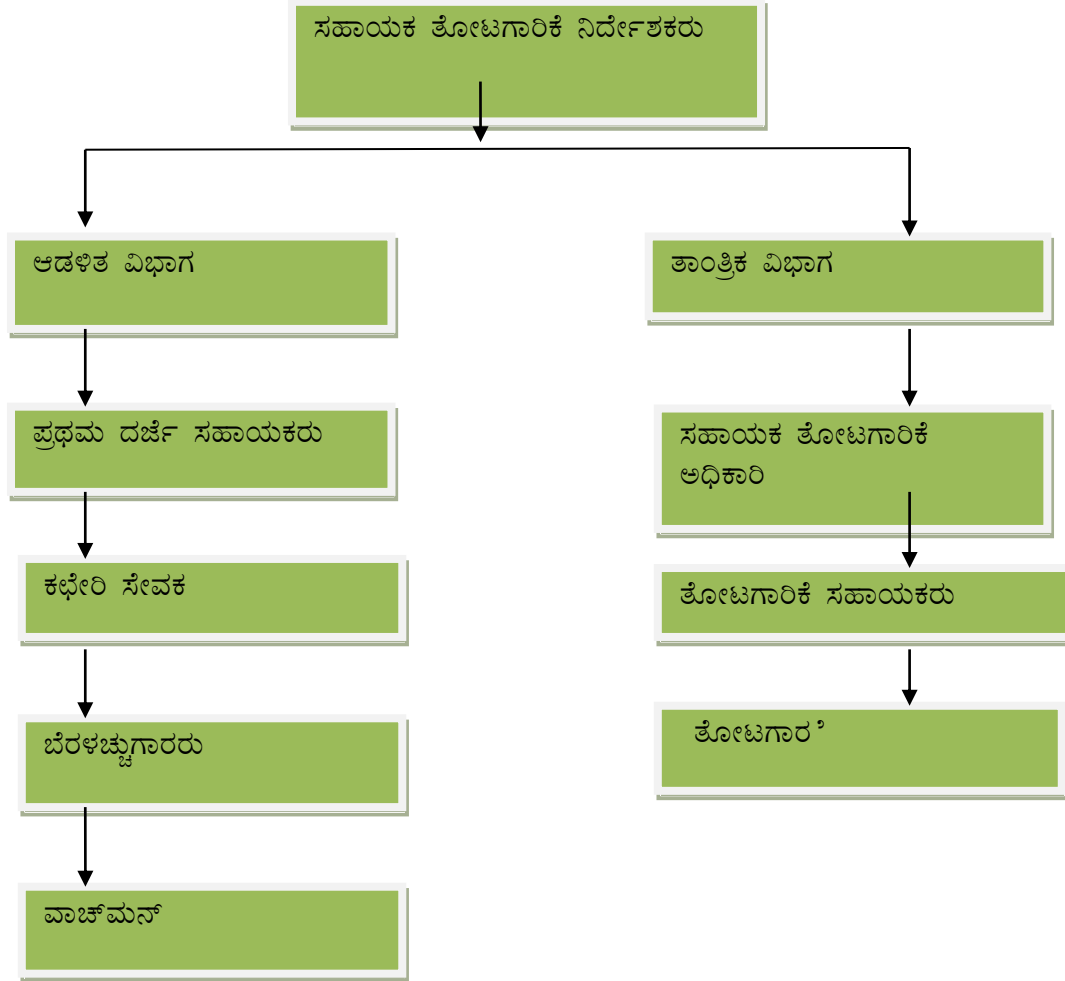 ಸಹಾಯಕ ತೋಟಗಾರಿಕೆ ನಿರ್ದೇಶಕರು
ಆಡಳಿತ ವಿಭಾಗ
ತಾಂತ್ರಿಕ ವಿಭಾಗ
ಪ್ರಥಮ ದರ್ಜೆ ಸಹಾಯಕರು
ಸಹಾಯಕ ತೋಟಗಾರಿಕೆ
ಅಧಿಕಾರಿ
ಕಛೇರಿ ಸೇವಕ
ತೋಟಗಾರಿಕೆ ಸಹಾಯಕರು
ಬೆರಳಚ್ಚುಗಾರರು
ತೋಟಗಾರ್
ವಾಚ್‌ಮನ್